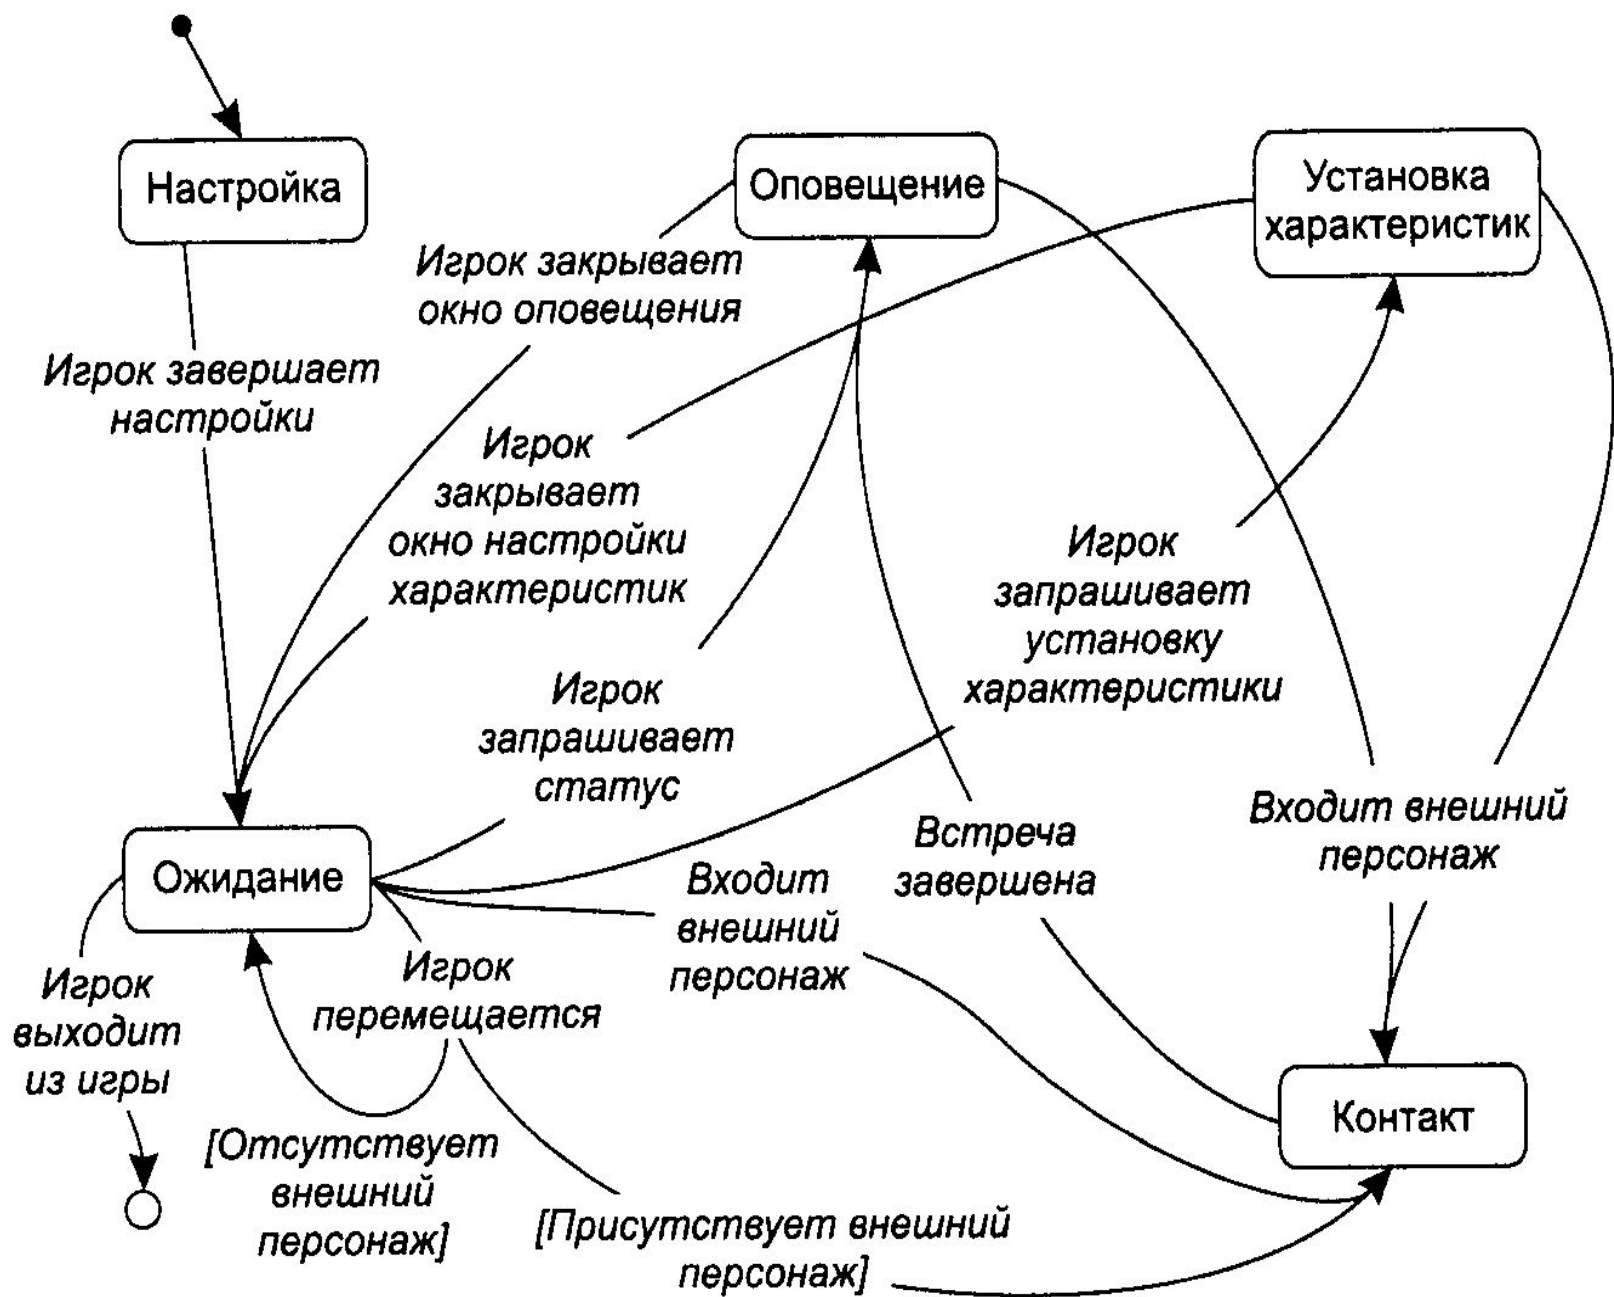 Настройка
Оповещение
Установка
характеристик
Игрок закрывает
окно оповещения
Игрок завершает
настройки
Игрок
закрывает
окно настройки
характеристик
Игрок
запрашивает
установку
характеристики
Игрок
запрашивает
статус
Ожидание
Встреча
завершена
Входит внешний
персонаж
Входит
внешний
персонаж
Игрок
перемещается
Игрок
выходит
из игры
Контакт
[Отсутствует
внешний
персонаж]
[Присутствует внешний
персонаж]